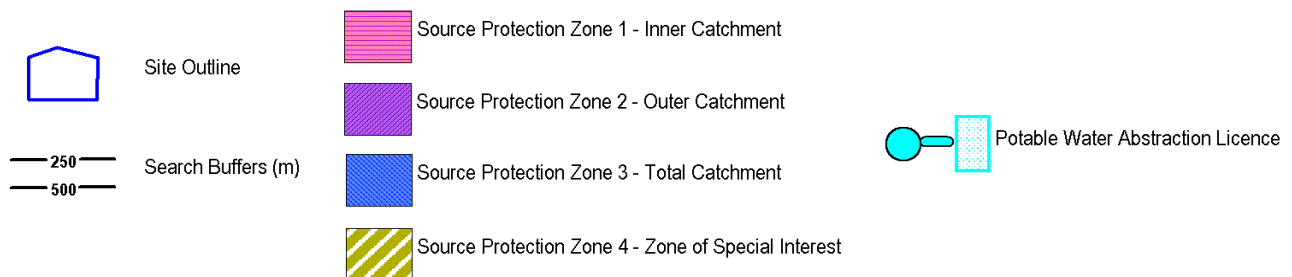 Site Outline
250
500
Search Buffers (m)
Source Protection Zone 1 - Inner Catchment
Source Protection Zone 2 - Outer Catchment
Source Protection Zone 3 - Total Catchment
Source Protection Zone 4 - Zone of Special Interest
Potable Water Abstraction Licence